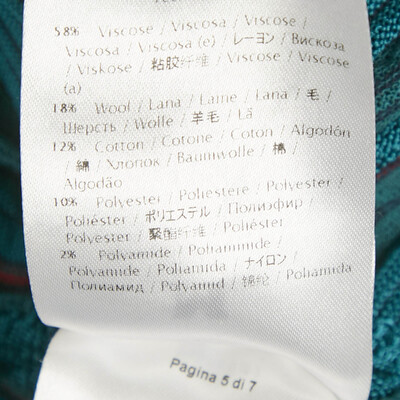 58% Viscose / Viscosa / Viscose /
Viscosa / Viscosa (e) / レーヨン / Вискоза
/ Viskose / 粘胶纤维 / Viscose / Viscose
(a)
18% Wool / Lana / Laine / Lana / 毛 /
Шерсть / Wolle / 羊毛 / Lã
12% Cotton / Cotone / Coton / Algodón
/ 綿 / Хлопок / Baumwolle / 棉 /
Algodão
10% Polyester / Poliestere / Polyester /
Poliéster / ポリエステル / Полиэфир /
Polyester / 聚酯纤维 / Poliéster
2% Polyamide / Poliammide /
Polyamide / Poliamida / ナイロン /
Полиамид / Polyamid / 锦纶 / Poliamida
Pagina 5 di 7